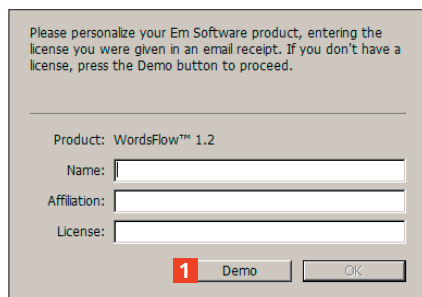 Please personalize your Em Software product, entering the
license you were given in an email receipt. If you don't have a
license, press the Demo button to proceed.
Product: WordsFlow™ 1.2
Name:
Affiliation:
License:
1 Demo OK